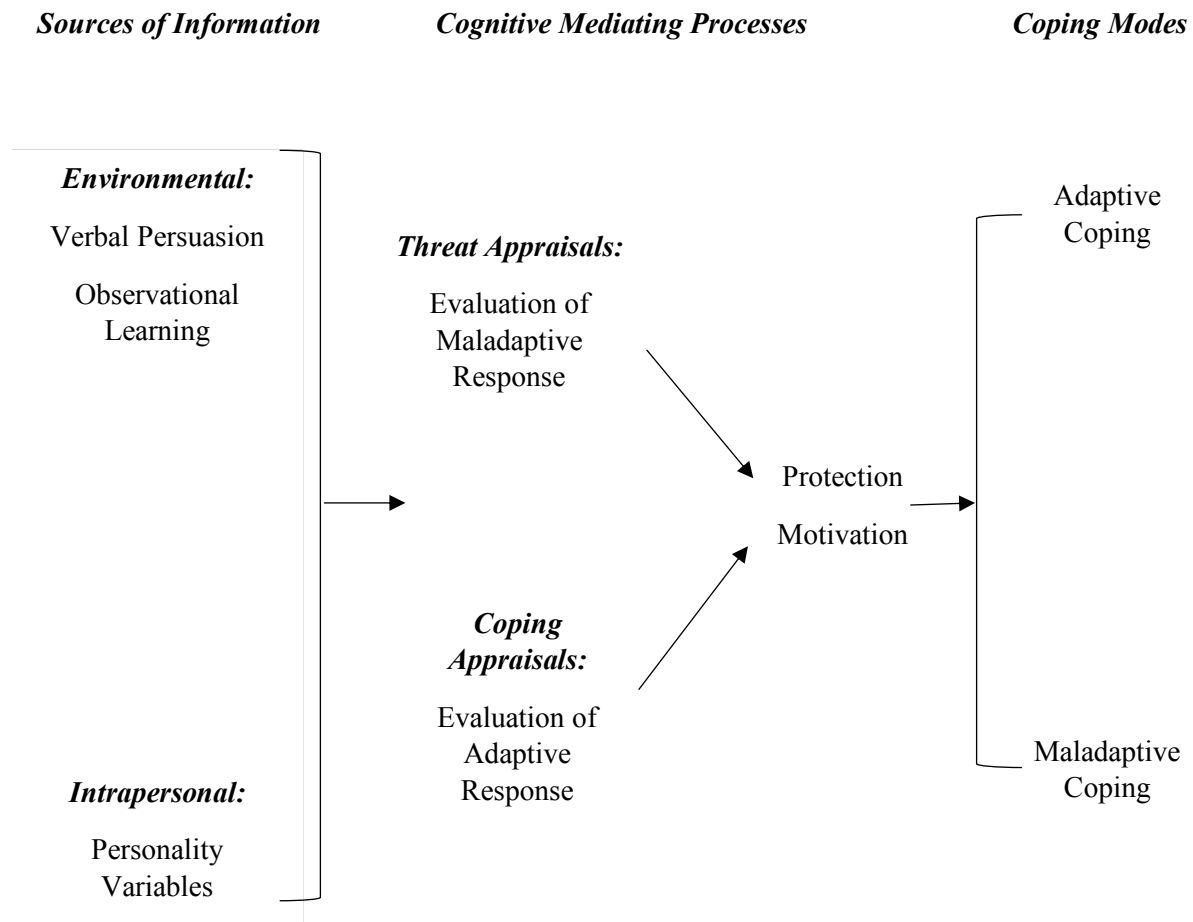 Sources of Information
Cognitive Mediating Processes
Coping Modes
Environmental:
Verbal Persuasion
Observational
Learning
Intrapersonal:
Personality
Variables
Threat Appraisals:
Evaluation of
Maladaptive
Response
Coping
Appraisals:
Evaluation of
Adaptive
Response
Protection
Motivation
Adaptive
Coping
Maladaptive
Coping